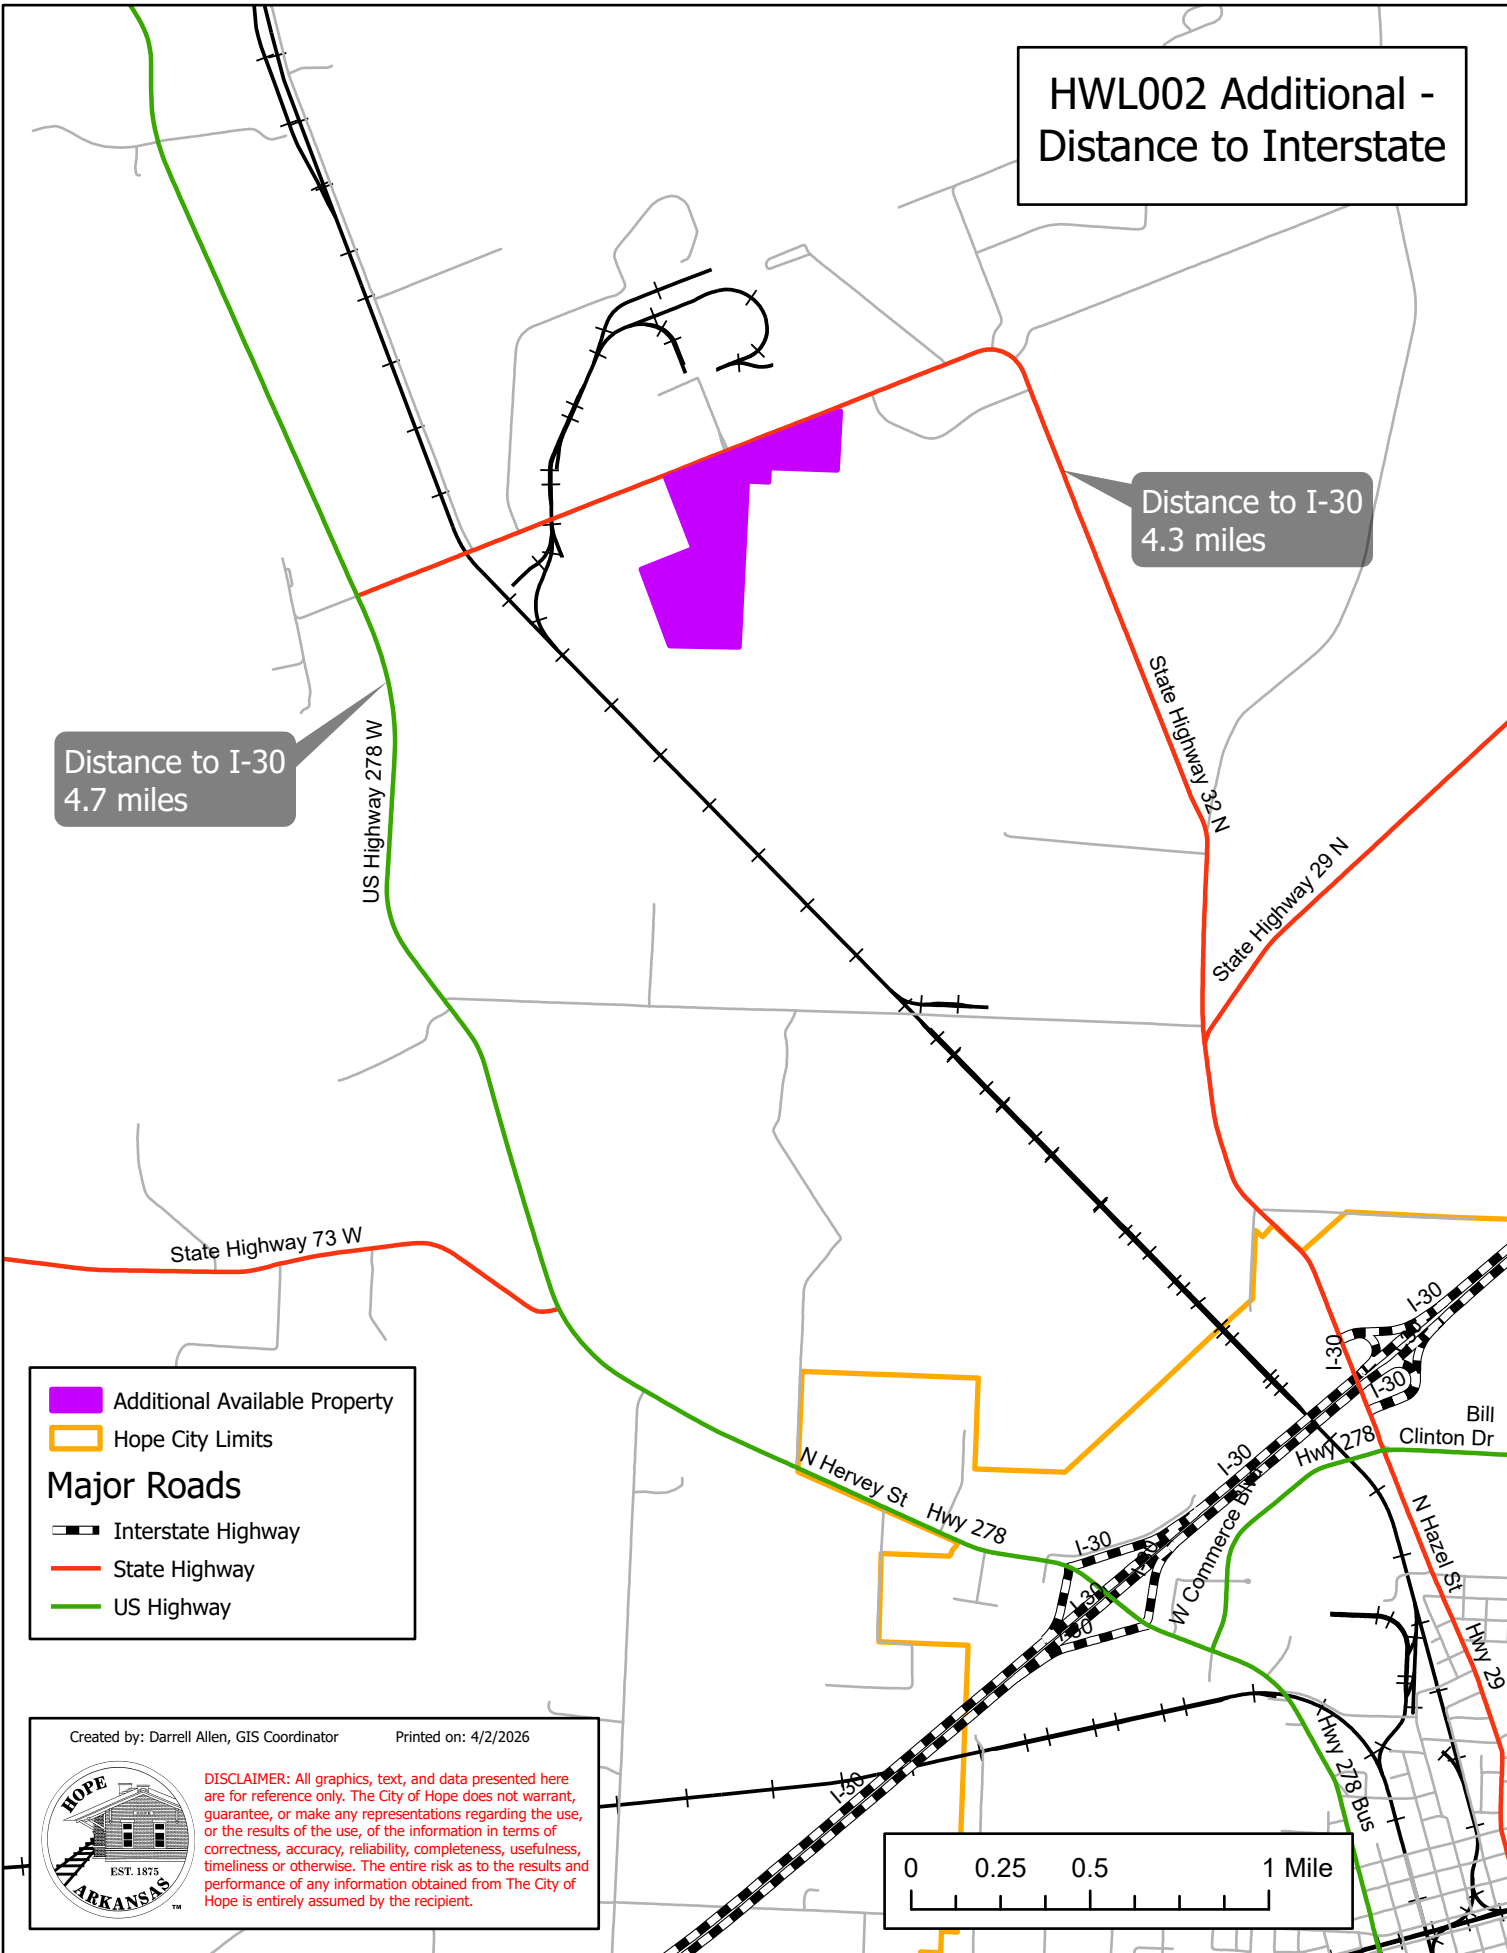 HWL002 Additional -
Distance to Interstate
Distance to I-30
4.3 miles
State Highway 32 N
Distance to I-30
4.7 miles
US Highway 278 W
State Highway 29 N
State Highway 73 W
I-30
I-30
I-30
Bill
Clinton Dr
Hwy 278
I-30
N Hervey St
Hwy 278
I-30
I-30
W Commerce
N Hazel St
Hwy 29
Hwy 278 Bus
I-30
Additional Available Property
Hope City Limits
Major Roads
Interstate Highway
State Highway
US Highway
Created by: Darrell Allen, GIS Coordinator
Printed on: 4/2/2026
HOPE
EST. 1875
ARKANSAS
TM
DISCLAIMER: All graphics, text, and data presented here
are for reference only. The City of Hope does not warrant,
guarantee, or make any representations regarding the use,
or the results of the use, of the information in terms of
correctness, accuracy, reliability, completeness, usefulness,
timeliness or otherwise. The entire risk as to the results and
performance of any information obtained from The City of
Hope is entirely assumed by the recipient.
0 0.25 0.5 1 Mile